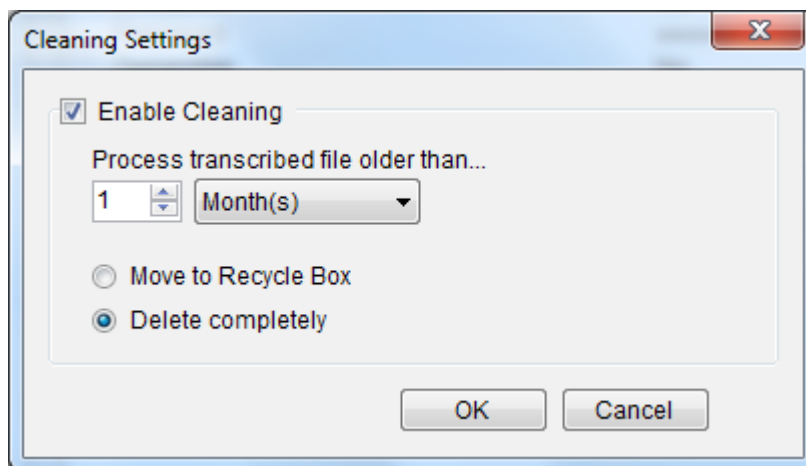 Cleaning Settings
Enable Cleaning
Process transcribed file older than...
1 Month(s)
Move to Recycle Box
Delete completely
OK Cancel